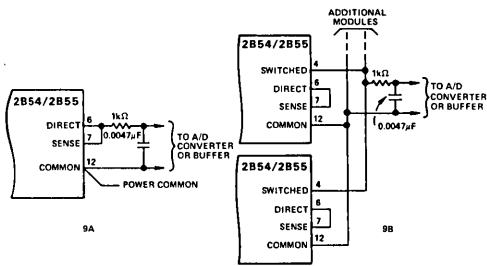 ADDITIONAL
MODULES
2B54/2B55
SWITCHED 4
DIRECT 6
SENSE 7
COMMON 12
1kΩ
0.0047μF
TO A/D
CONVERTER
OR BUFFER
2B54/2B55
DIRECT 6
SENSE 7
COMMON 12
1kΩ
0.0047μF
TO A/D
CONVERTER
OR BUFFER
POWER COMMON
9A
2B54/2B55
SWITCHED 4
DIRECT 6
SENSE 7
COMMON 12
9B